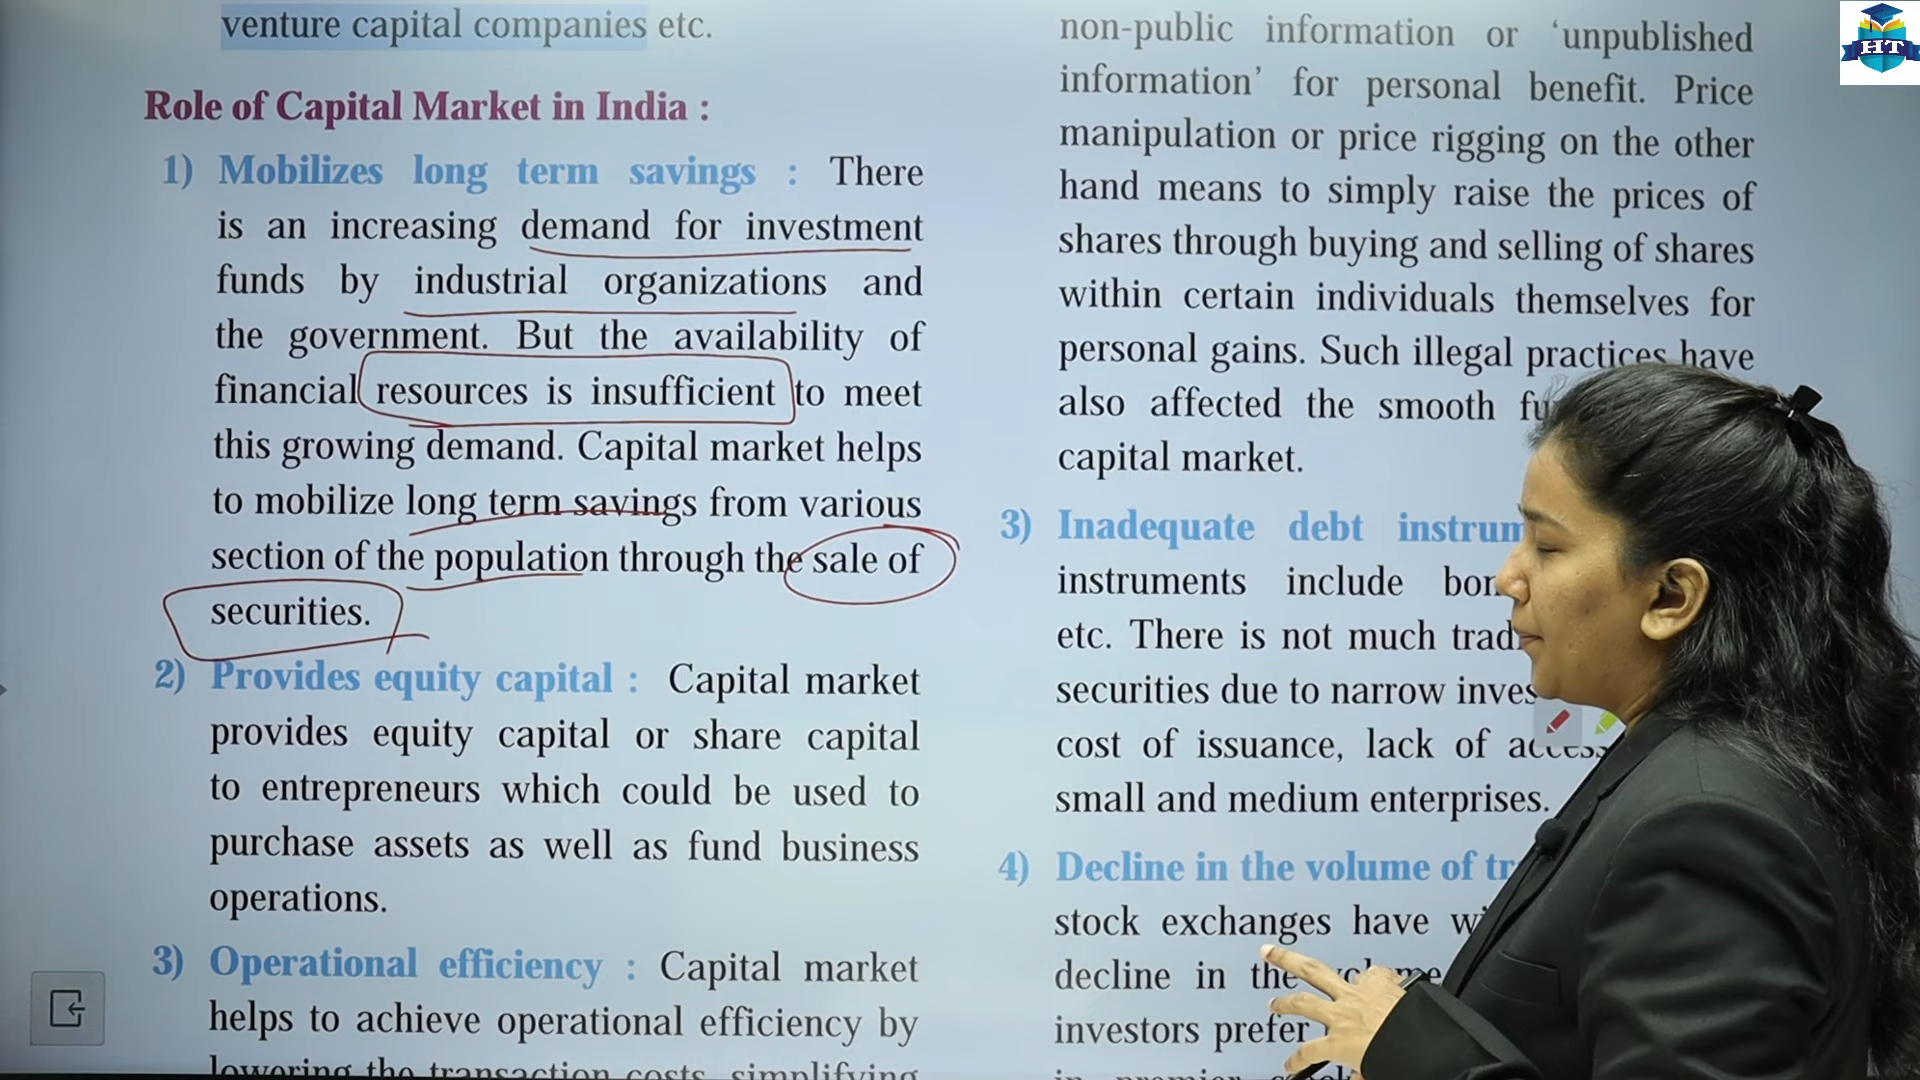 venture capital companies etc.
Role of Capital Market in India :
1) Mobilizes long term savings : There
is an increasing demand for investment
funds by industrial organizations and
the government. But the availability of
financial resources is insufficient to meet
this growing demand. Capital market helps
to mobilize long term savings from various
section of the population through the sale of
securities.
2) Provides equity capital : Capital market
provides equity capital or share capital
to entrepreneurs which could be used to
purchase assets as well as fund business
operations.
3) Operational efficiency : Capital market
helps to achieve operational efficiency by
lowering the transaction costs, simplifying
non-public information or ‘unpublished
information’ for personal benefit. Price
manipulation or price rigging on the other
hand means to simply raise the prices of
shares through buying and selling of shares
within certain individuals themselves for
personal gains. Such illegal practices have
also affected the smooth
capital market.
3) Inadequate debt
instruments include
etc. There is not much
securities due to narrow
cost of issuance, lack of access
small and medium enterprises.
4) Decline in the volume of
stock exchanges have
decline in the volume
investors prefer
in premier
HT